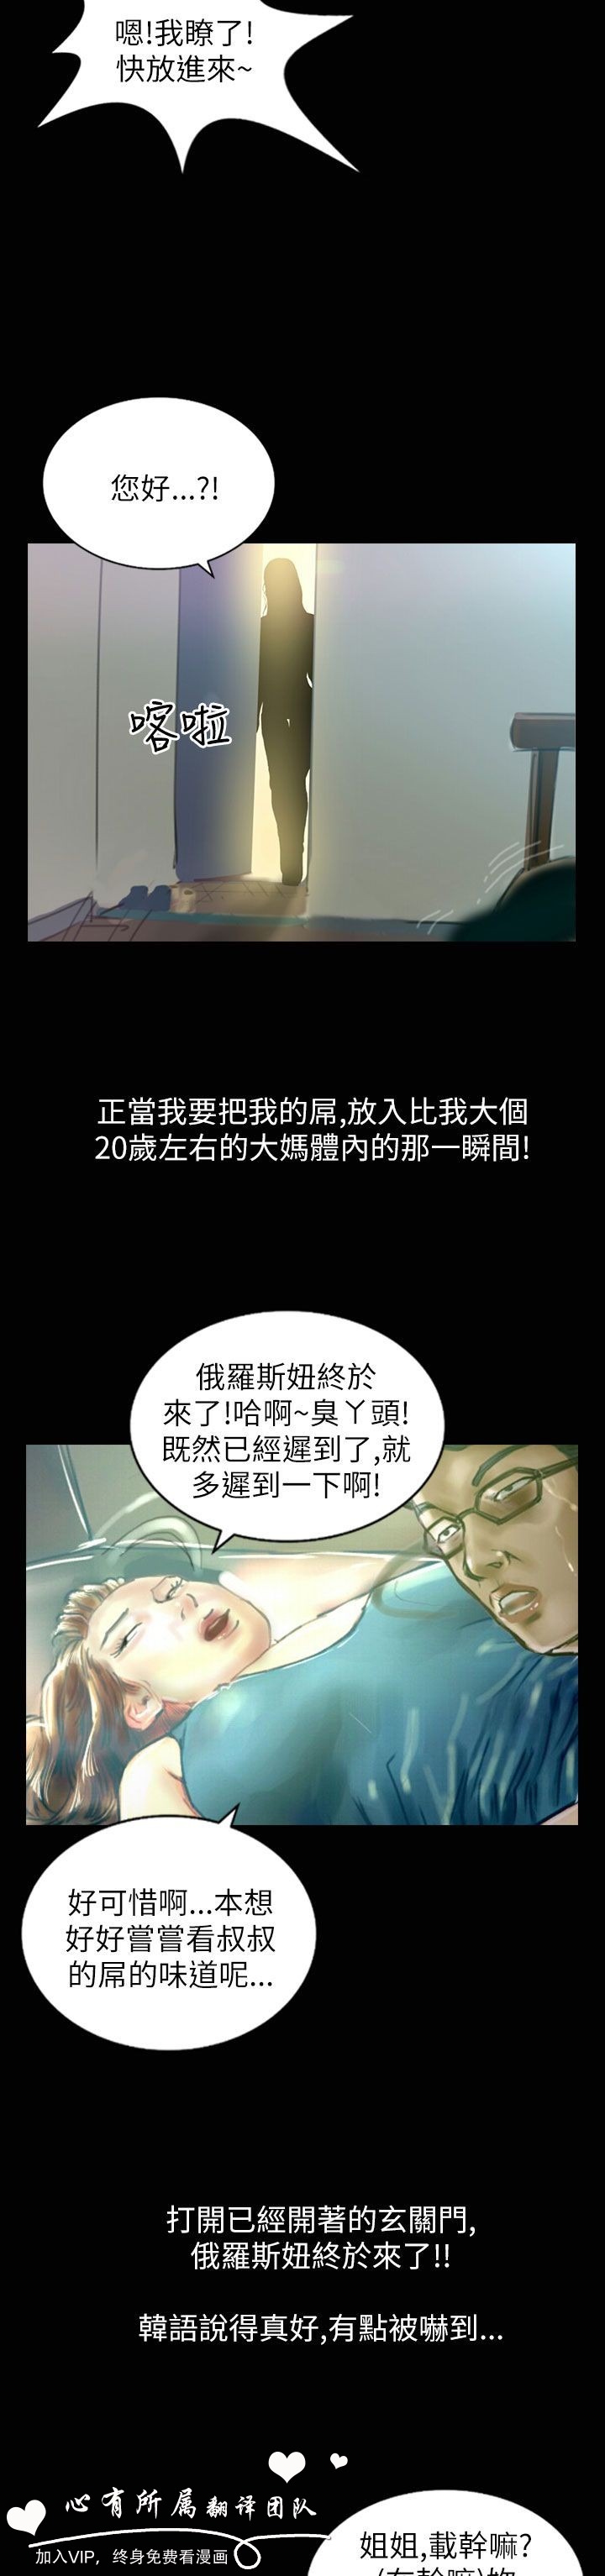 嗯!我瞭了!
快放進來~
您好...?!
喀啦
正當我要把我的屌,放入比我大個
20歲左右的大媽體內的那一瞬間!
俄羅斯妞終於
來了!哈啊~臭丫頭!
既然已經遲到了,就
多遲到一下啊!
好可惜啊...本想
好好嘗嘗看叔叔
的屌的味道呢...
打開已經開著的玄關門,
俄羅斯妞終於來了!!
韓語說得真好,有點被嚇到...
心有所属翻译团队
加入VIP，终身免费看漫画
姐姐,載幹嘛?